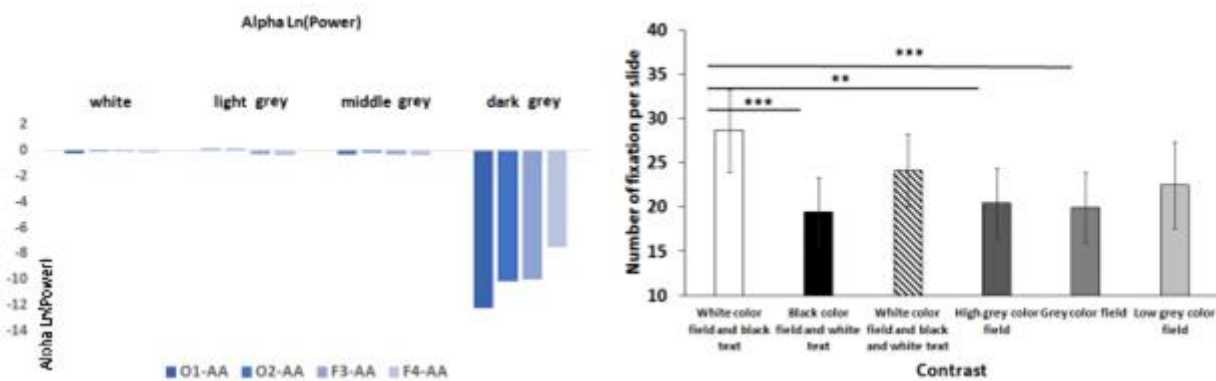 Alpha Ln(Power)
white light grey middle grey dark grey
2
0
-2
-4
-6
-8
-10
-12
-14
Alpha Ln(Power)
O1-AA O2-AA F3-AA F4-AA
40
35
30
25
20
15
10
Number of fixation per slide
***
**
***
White color
field and black
text
Black color
field and white
text
White color
field and black
and white text
High grey color
field
Grey color field
Low grey color
field
Contrast